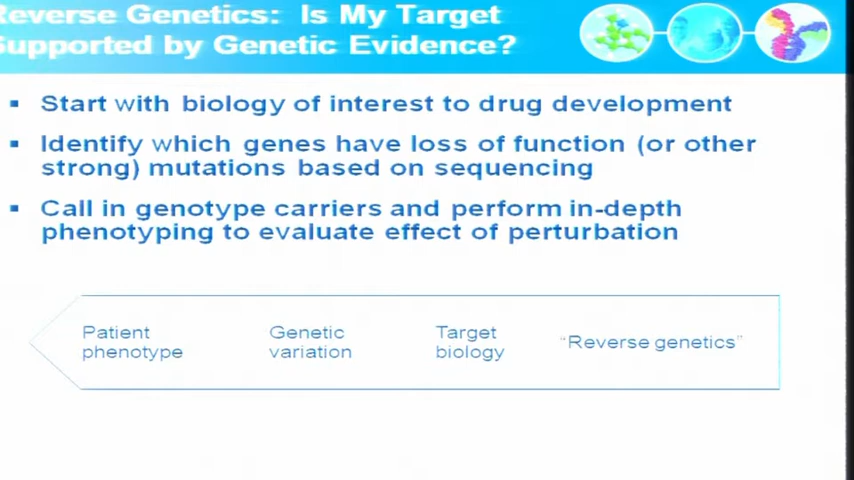 Reverse Genetics: Is My Target
Supported by Genetic Evidence?
Start with biology of interest to drug development
Identify which genes have loss of function (or other
strong) mutations based on sequencing
Call in genotype carriers and perform in-depth
phenotyping to evaluate effect of perturbation
Patient
phenotype
Genetic
variation
Target
biology
“Reverse genetics”